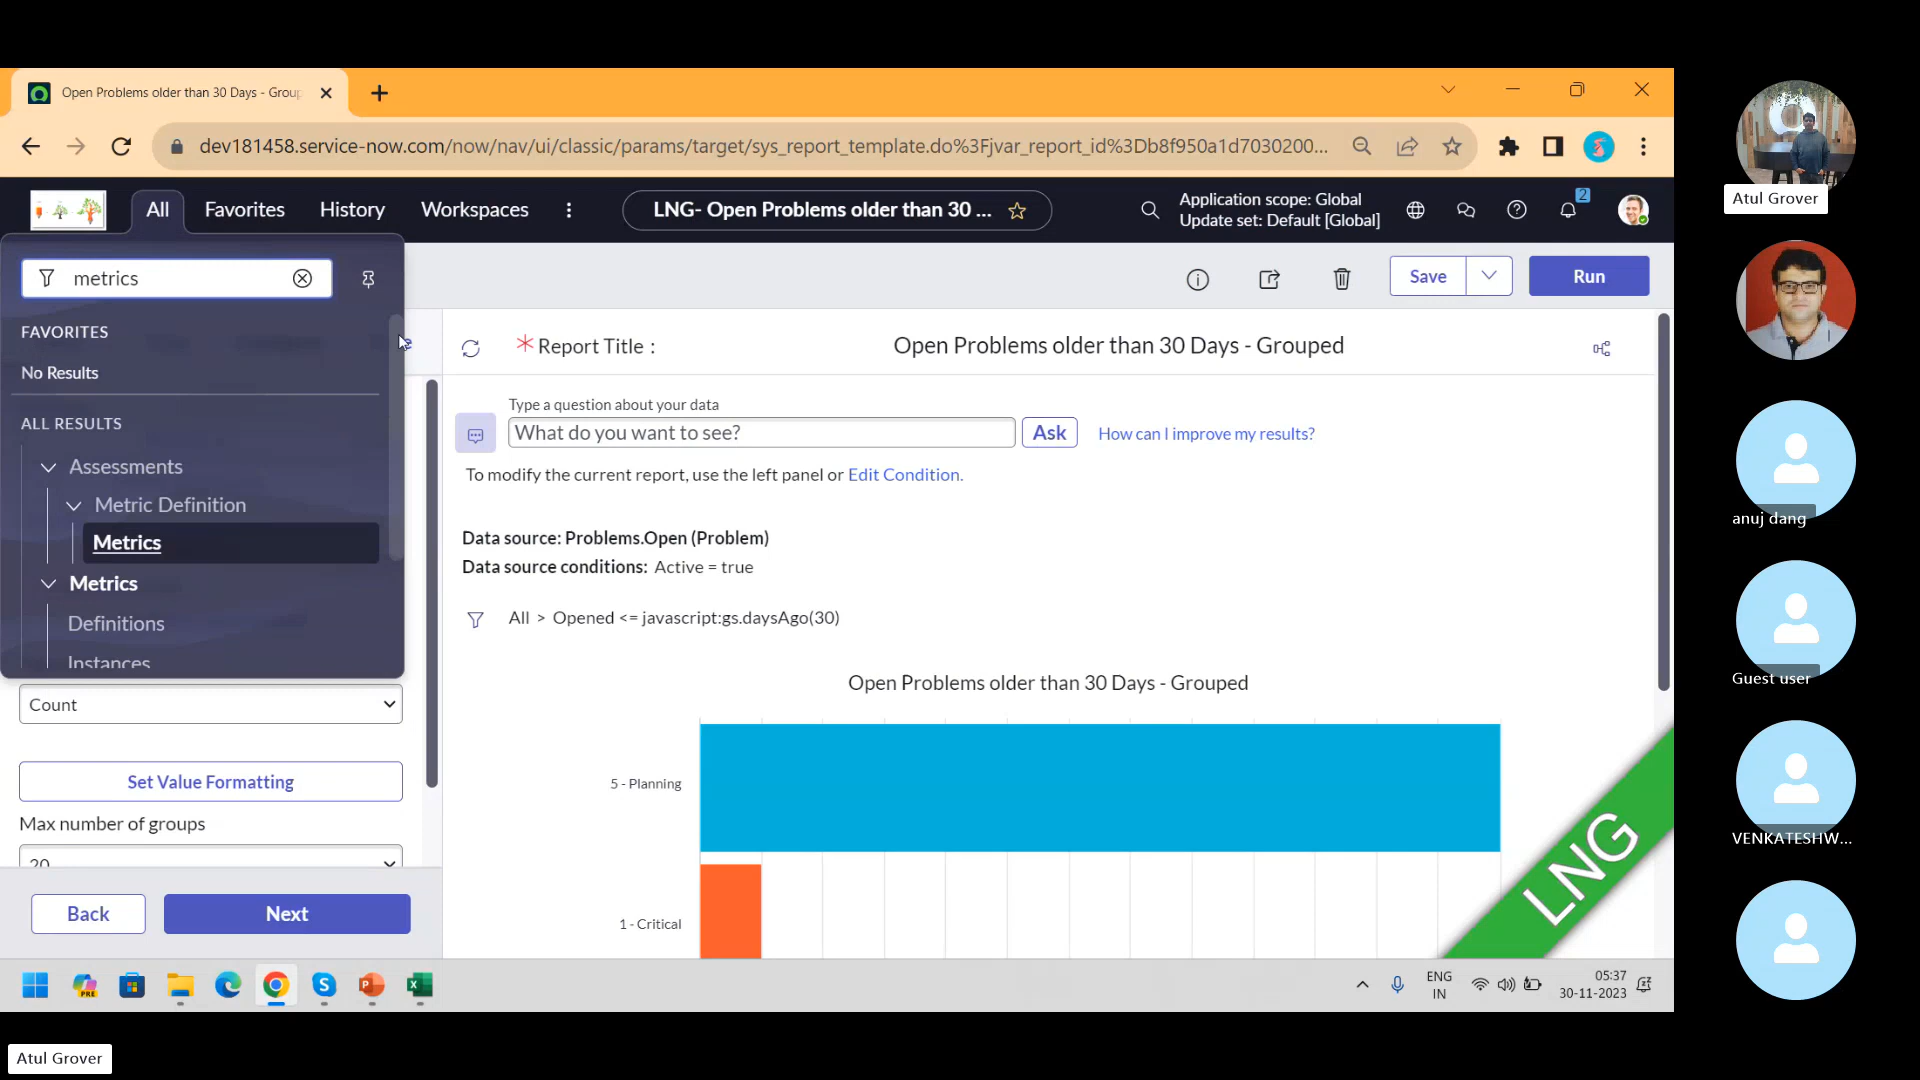 Open Problems older than 30 Days - Grou
dev181458.service-now.com/now/nav/ui/classic/params/target/sys_report_template.do%3Fjvar_report_id%3Db8f950a1d7030200...
All
Favorites
History
Workspaces
LNG- Open Problems older than 30 ...
Application scope: Global
Update set: Default [Global]
2
metrics
FAVORITES
No Results
ALL RESULTS
Assessments
Metric Definition
Metrics
Metrics
Definitions
Instances
Count
Set Value Formatting
Max number of groups
20
Back
Next
Save
Run
*Report Title :
Open Problems older than 30 Days - Grouped
Type a question about your data
What do you want to see?
Ask
How can I improve my results?
To modify the current report, use the left panel or Edit Condition.
Data source: Problems.Open (Problem)
Data source conditions: Active = true
All > Opened <= javascript:gs.daysAgo(30)
Open Problems older than 30 Days - Grouped
5 - Planning
1 - Critical
LNG
PRE
ENG
IN
05:37
30-11-2023
Atul Grover
anuj dang
Guest user
VENKATESHW...
Atul Grover